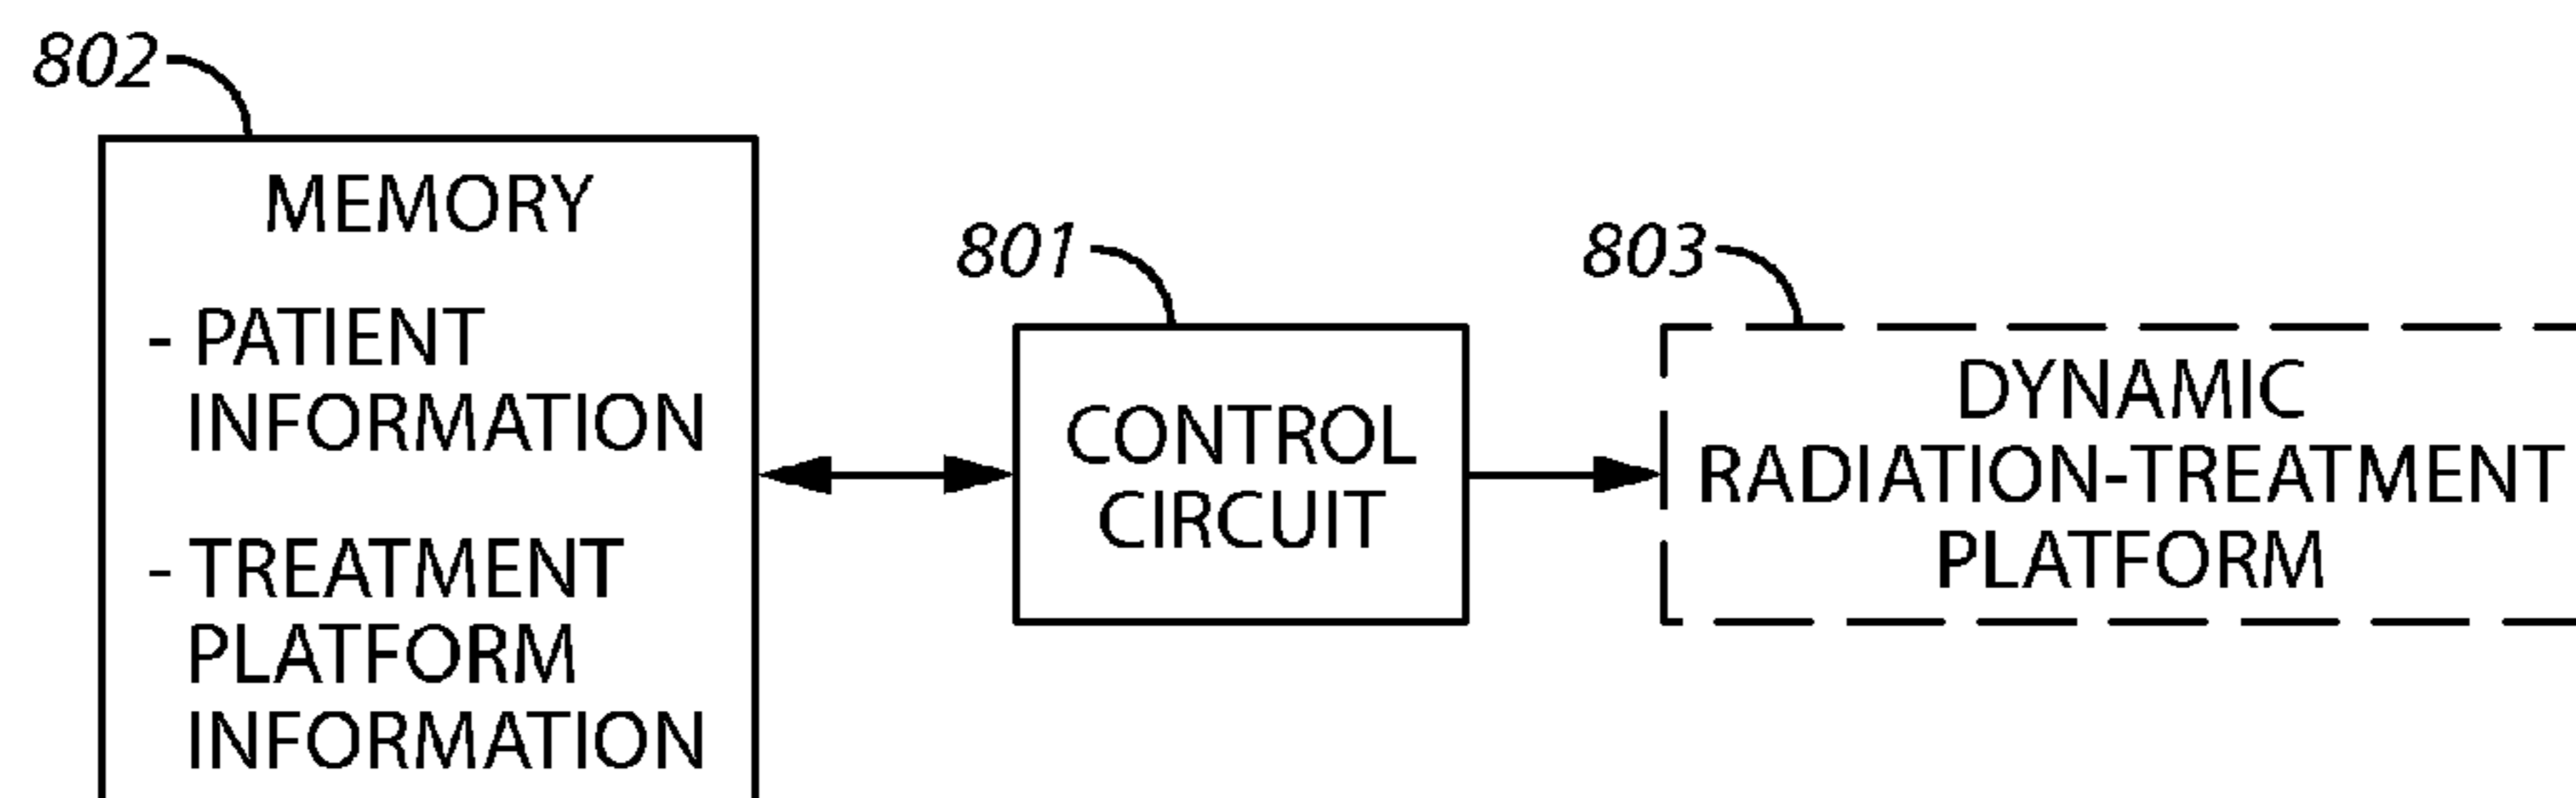 802
MEMORY
- PATIENT
INFORMATION
- TREATMENT
PLATFORM
INFORMATION
801
CONTROL
CIRCUIT
803
DYNAMIC
RADIATION-TREATMENT
PLATFORM